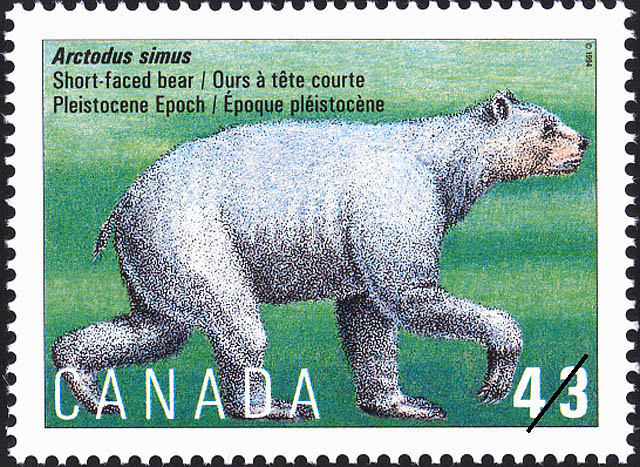 Arctodus simus
Short-faced bear / Ours à tête courte
Pleistocene Epoch / Époque pléistocène
© 1994
CANADA 43